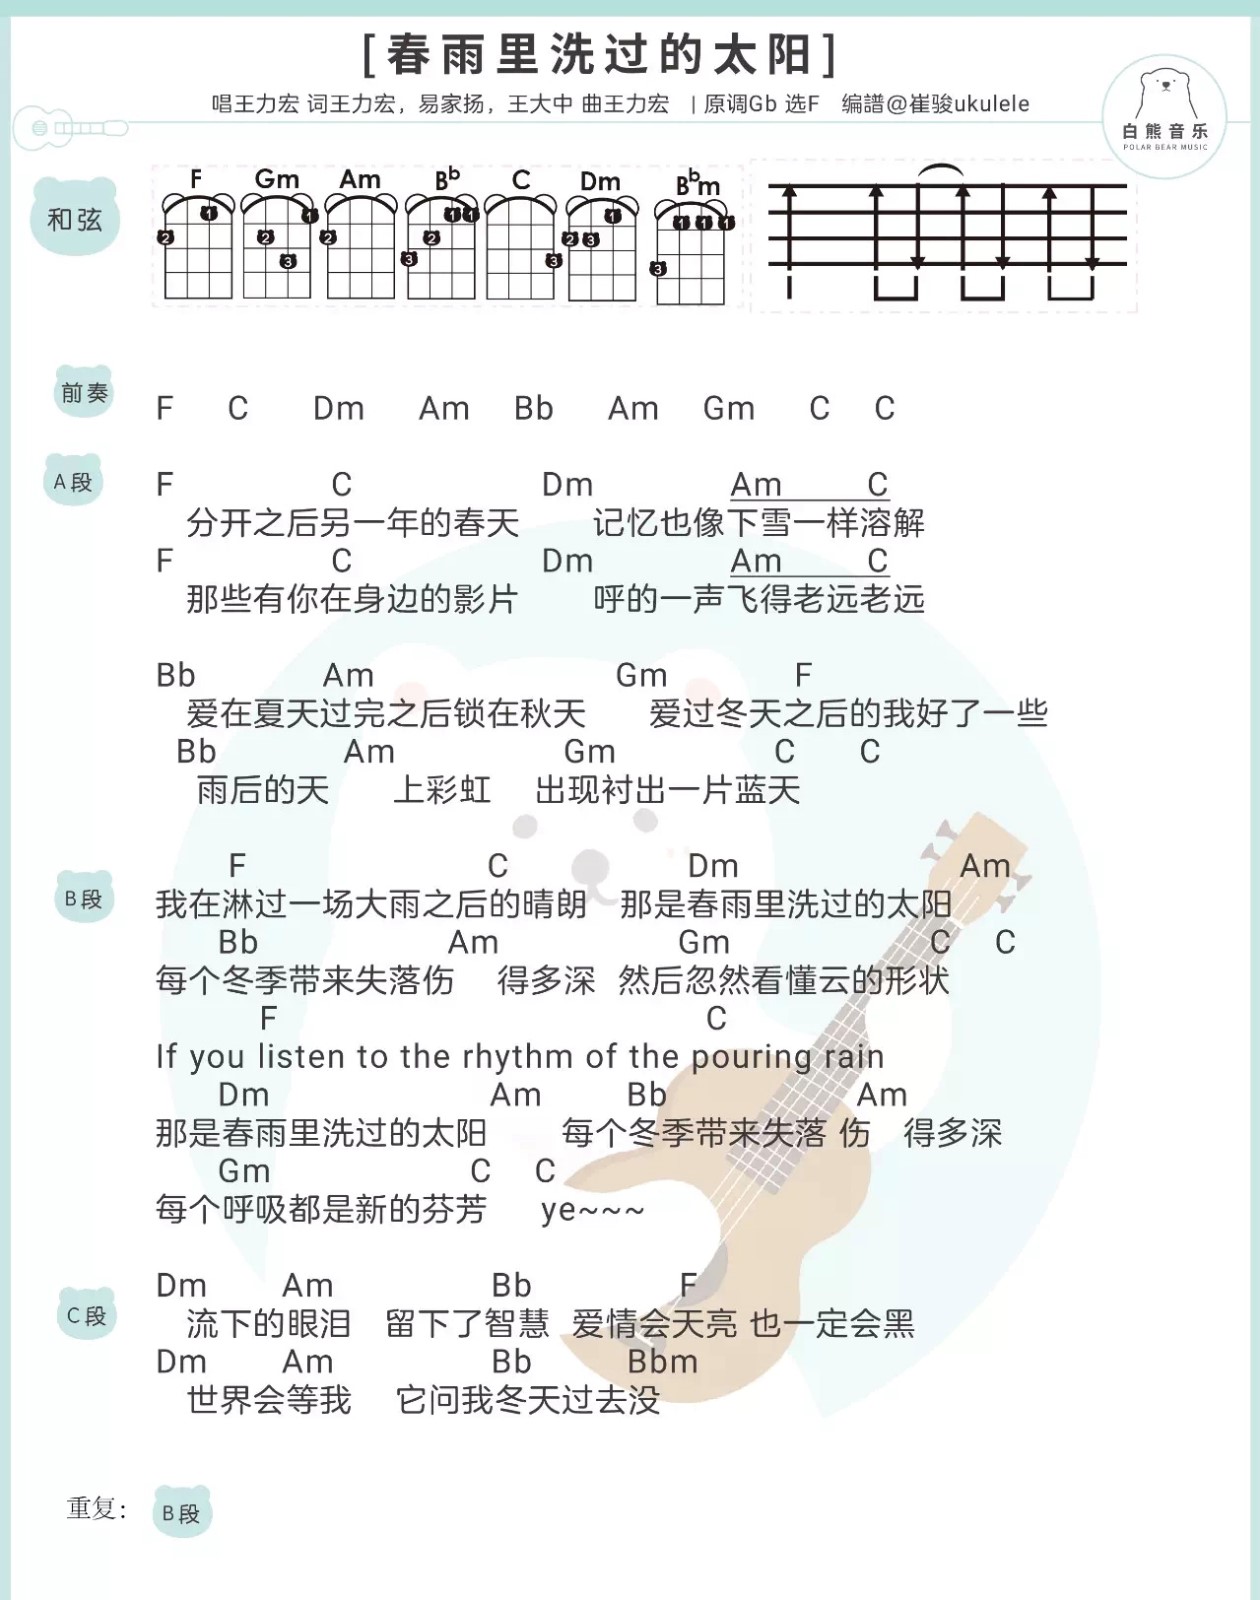 [春雨里洗过的太阳]
唱王力宏 词王力宏，易家扬，王大中 曲王力宏 | 原调Gb 选F 编譜@崔骏ukulele
白熊音乐
POLAR BEAR MUSIC
和弦
F Gm Am Bb C Dm Bbm
1 2 1 2 3 2 1 1 2 3 3 1 2 3 1 1 1 3
前奏
F C Dm Am Bb Am Gm C C
A段
F C Dm Am C
分开之后另一年的春天 记忆也像下雪一样溶解
F C Dm Am C
那些有你在身边的影片 呼的一声飞得老远老远
Bb Am Gm F
爱在夏天过完之后锁在秋天 爱过冬天之后的我好了一些
Bb Am Gm C C
雨后的天 上彩虹 出现衬出一片蓝天
B段
F C Dm Am
我在淋过一场大雨之后的晴朗 那是春雨里洗过的太阳
Bb Am Gm C C
每个冬季带来失落伤 得多深 然后忽然看懂云的形状
F C
If you listen to the rhythm of the pouring rain
Dm Am Bb Am
那是春雨里洗过的太阳 每个冬季带来失落 伤 得多深
Gm C C
每个呼吸都是新的芬芳 ye~~~
C段
Dm Am Bb F
流下的眼泪 留下了智慧 爱情会天亮 也一定会黑
Dm Am Bb Bbm
世界会等我 它问我冬天过去没
重复： B段